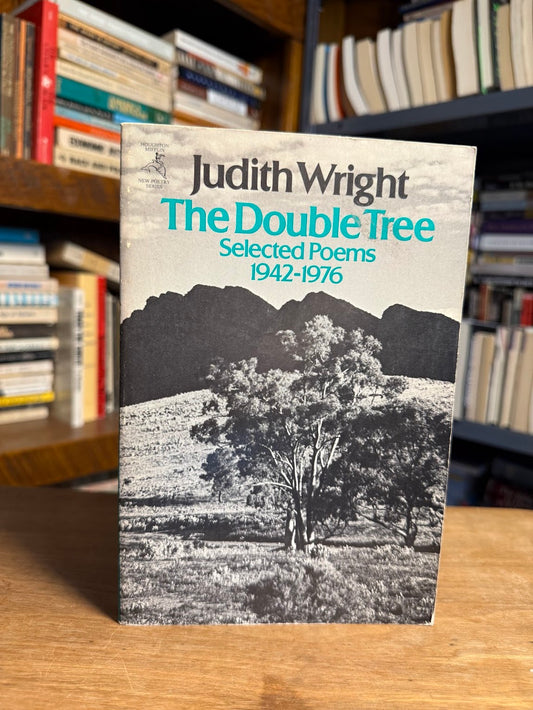 HOUGHTON
MIFFLIN
NEW POETRY
SERIES
Judith Wright
The Double Tree
Selected Poems
1942-1976